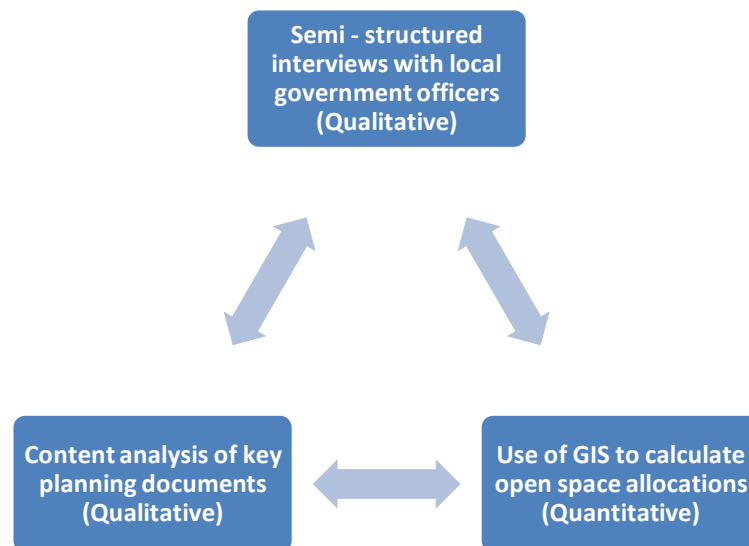 Semi - structured
interviews with local
government officers
(Qualitative)
Content analysis of key
planning documents
(Qualitative)
Use of GIS to calculate
open space allocations
(Quantitative)